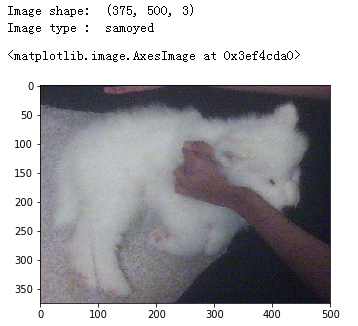 Image shape:  (375, 500, 3)
Image type :  samoyed
<matplotlib.image.AxesImage at 0x3ef4cda0>
0
50
100
150
200
250
300
350
0 100 200 300 400 500